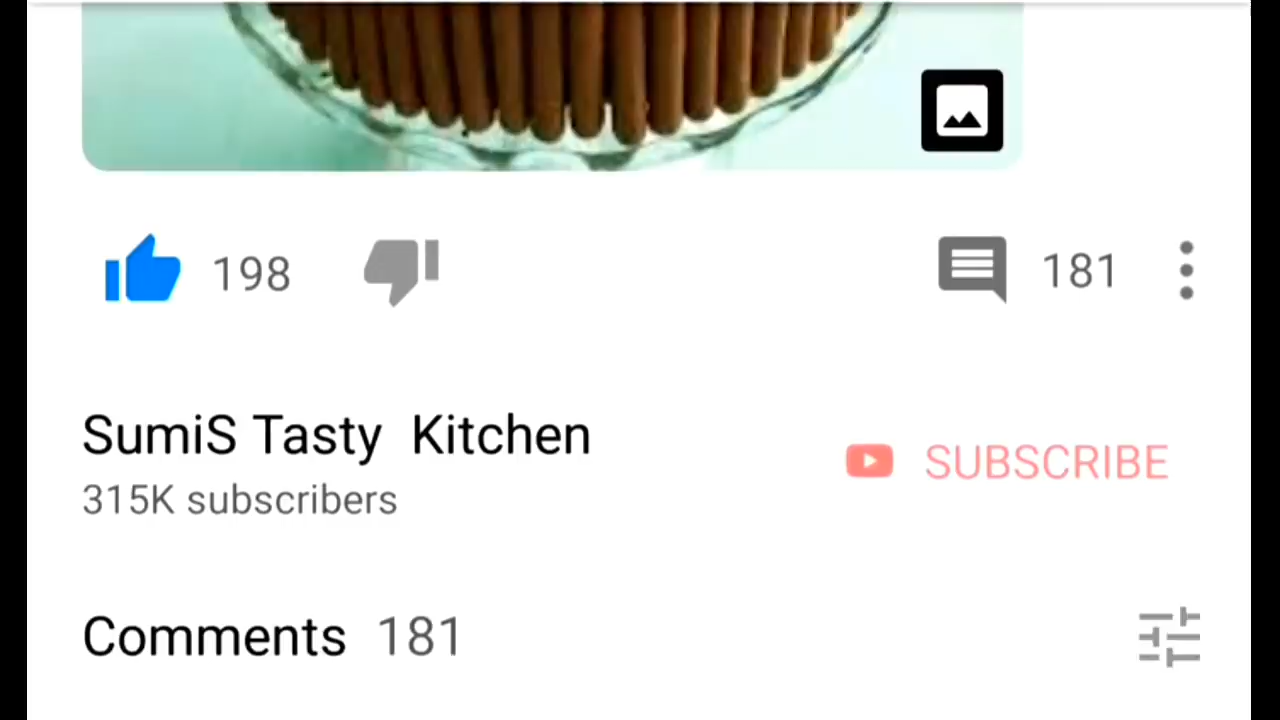 198 181
SumiS Tasty Kitchen
SUBSCRIBE
315K subscribers
Comments 181